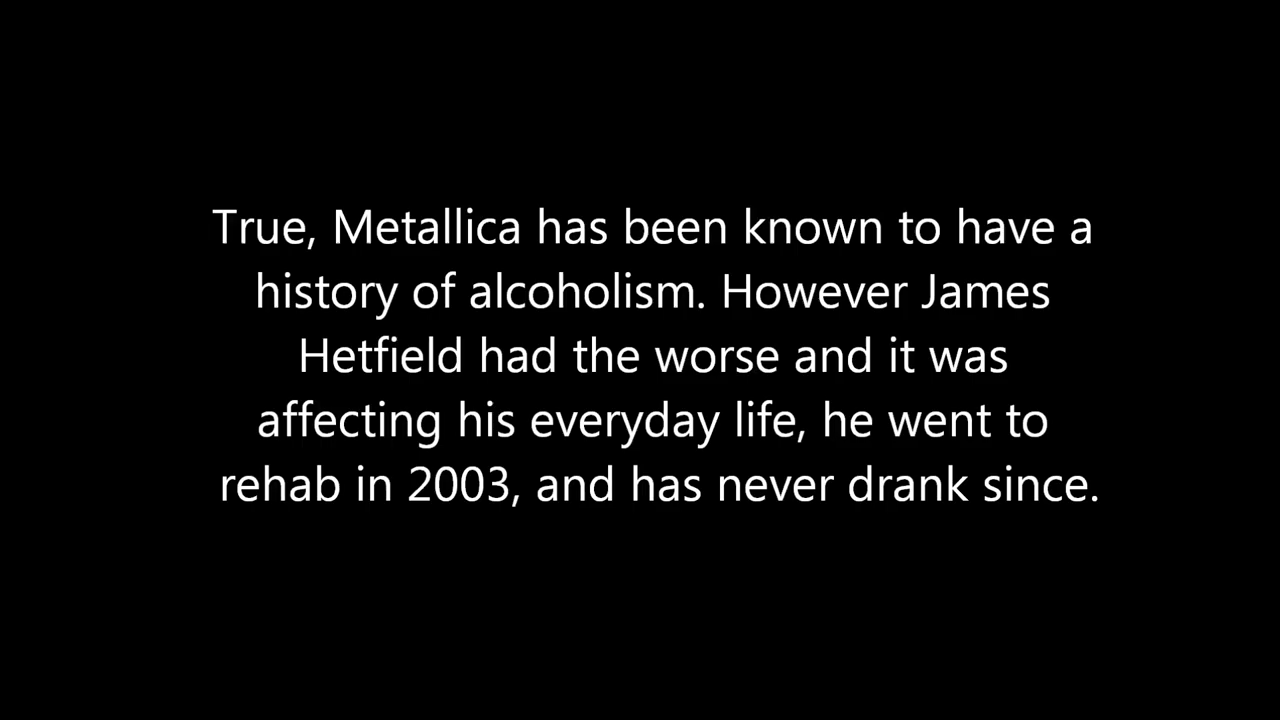 True, Metallica has been known to have a
history of alcoholism. However James
Hetfield had the worse and it was
affecting his everyday life, he went to
rehab in 2003, and has never drank since.